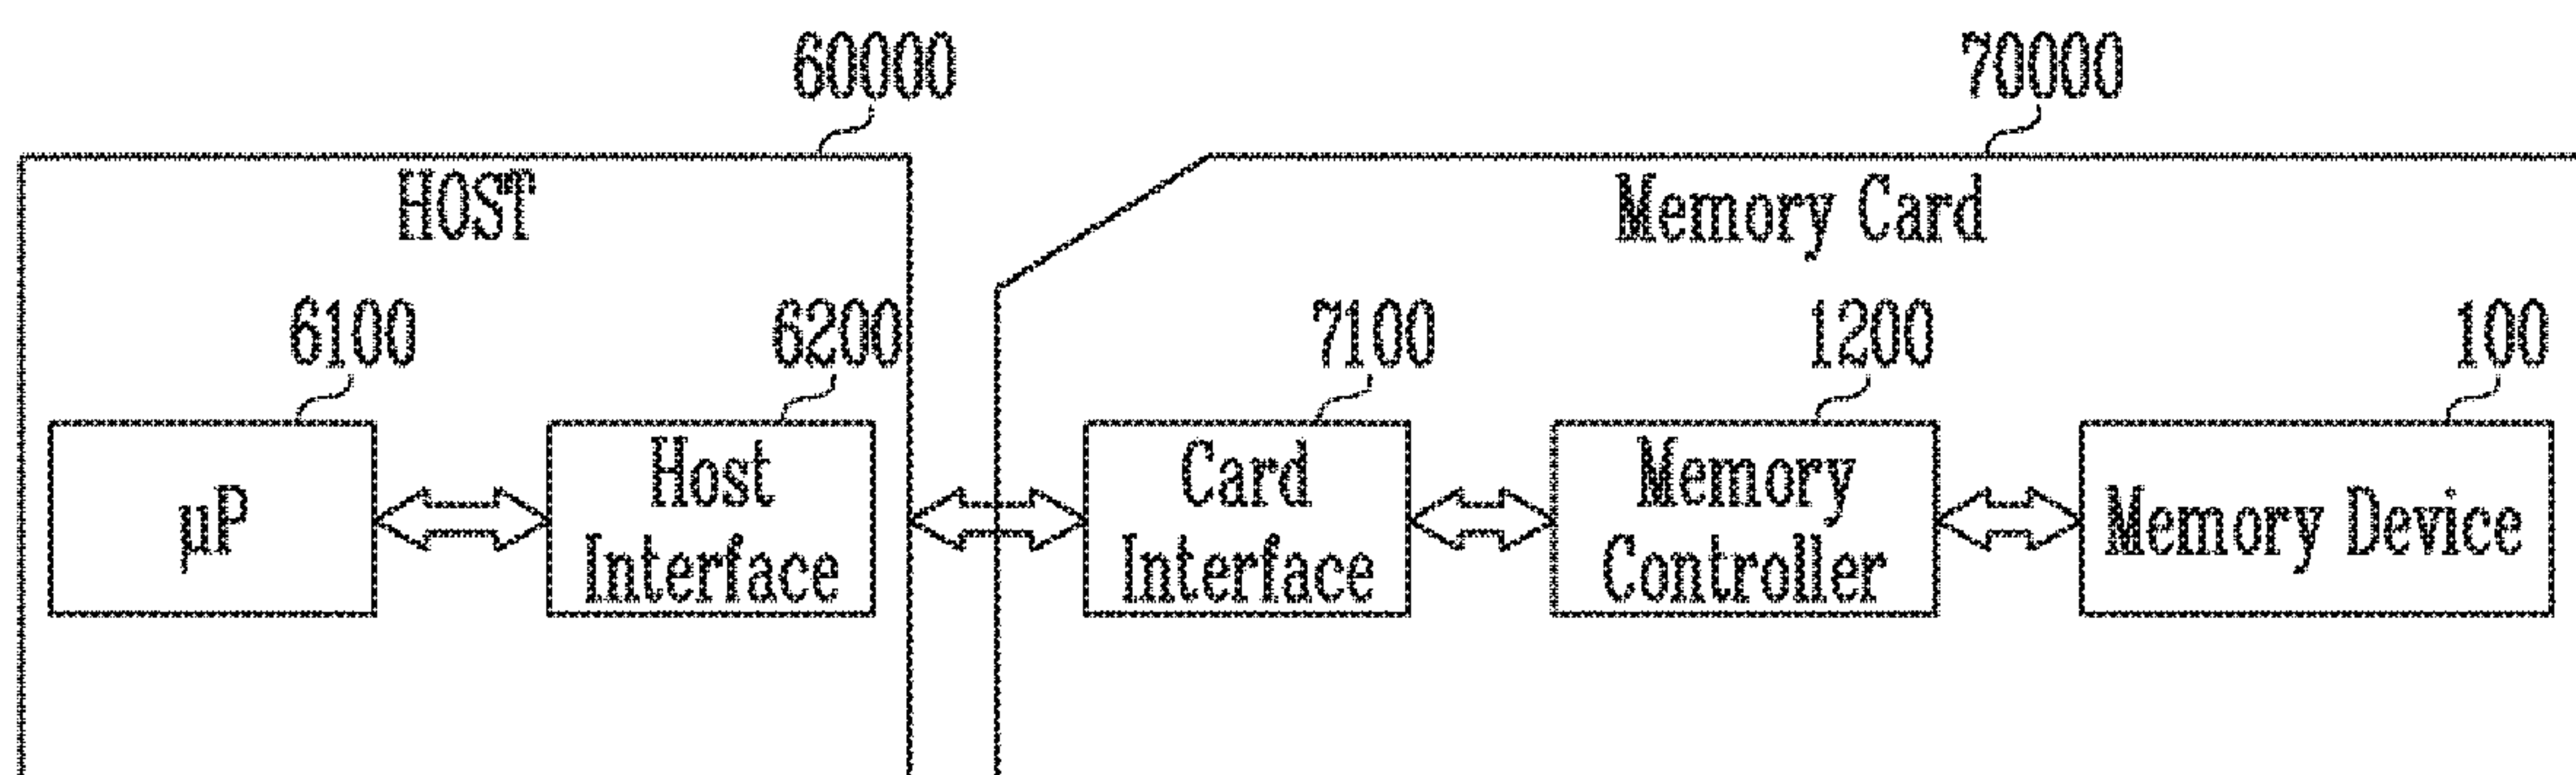 60000
70000
HOST
Memory Card
6100
6200
7100
1200
100
μP
Host
Interface
Card
Interface
Memory
Controller
Memory Device